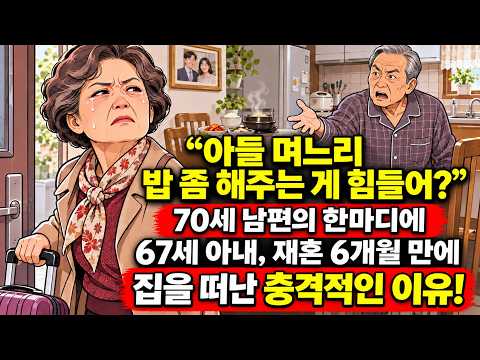 “아들 며느리
밥 좀 해주는 게 힘들어?”
70세 남편의 한마디에
67세 아내, 재혼 6개월 만에
집을 떠난 충격적인 이유!